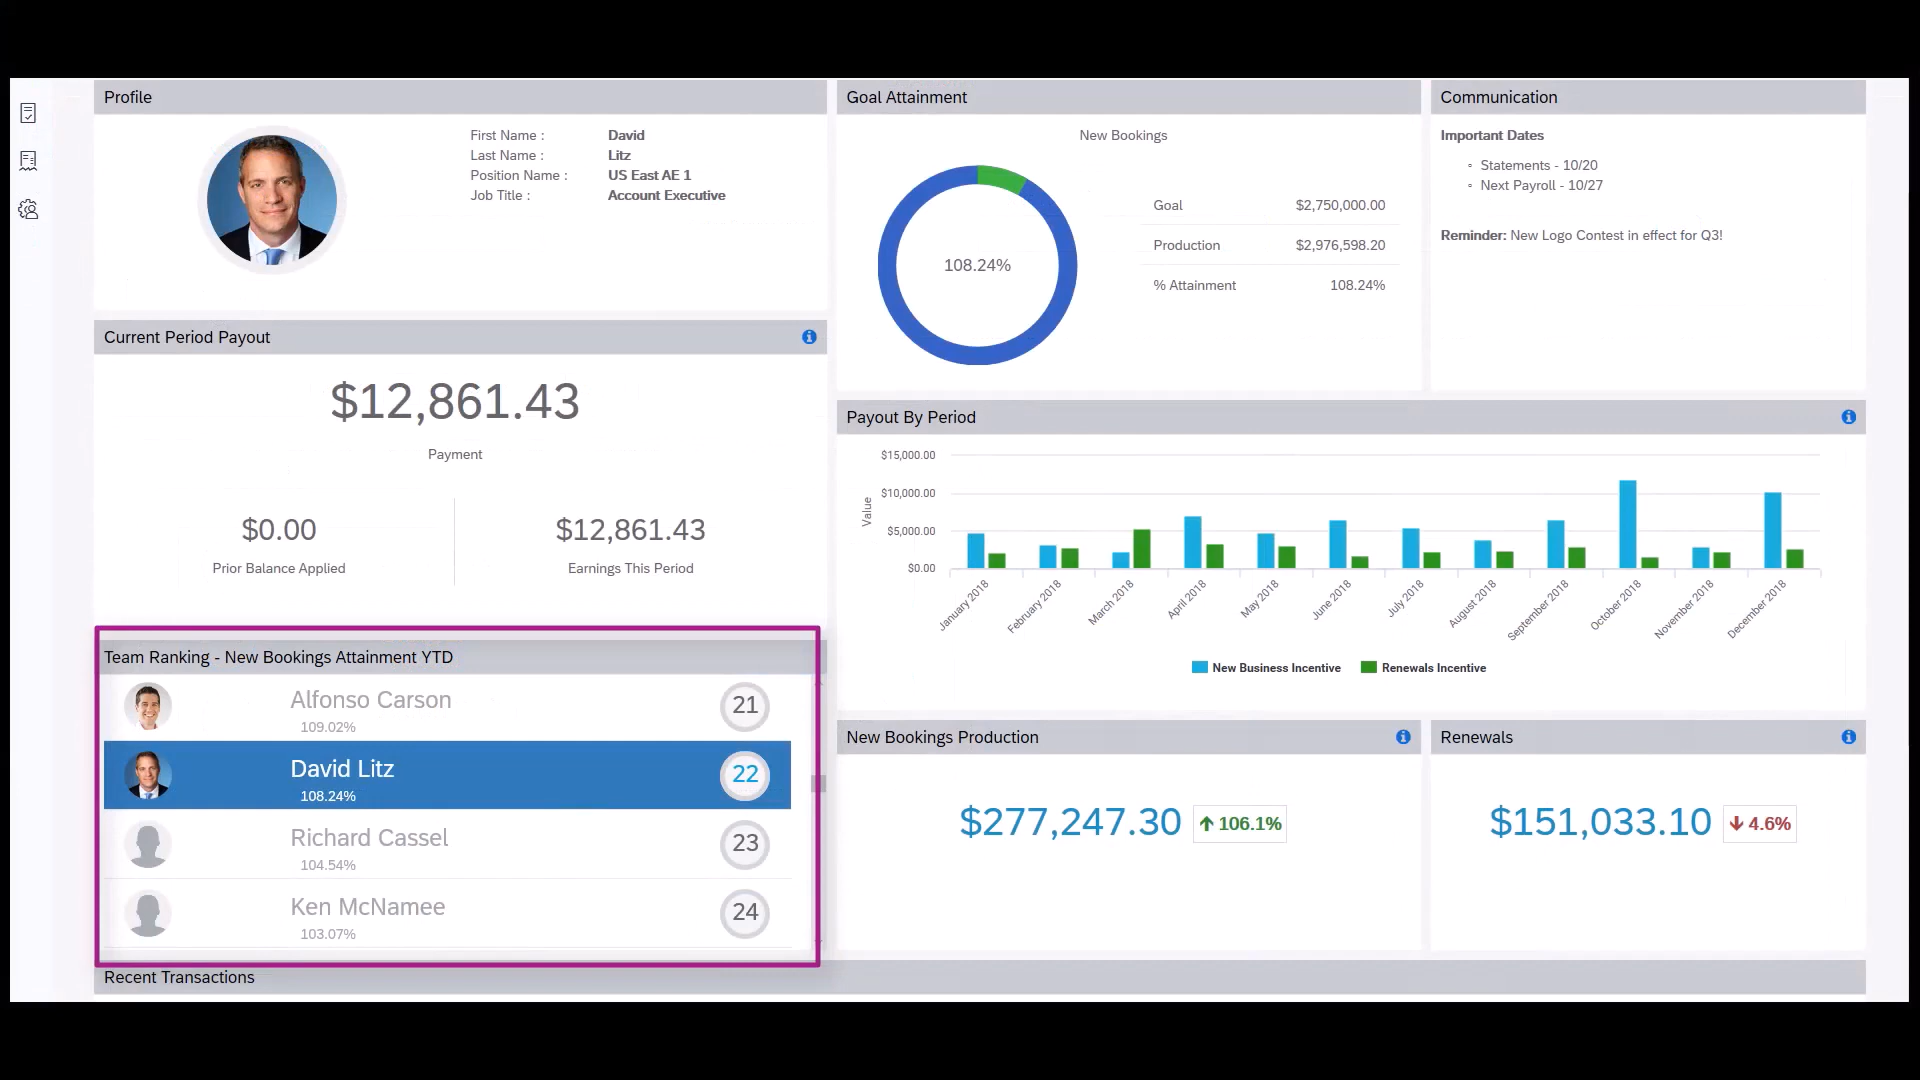 Profile
First Name : David
Last Name : Litz
Position Name : US East AE 1
Job Title : Account Executive
Goal Attainment
New Bookings
108.24%
Goal $2,750,000.00
Production $2,976,598.20
% Attainment 108.24%
Communication
Important Dates
Statements - 10/20
Next Payroll - 10/27
Reminder: New Logo Contest in effect for Q3!
Current Period Payout
$12,861.43
Payment
$0.00
Prior Balance Applied
$12,861.43
Earnings This Period
Payout By Period
Value
$15,000.00
$10,000.00
$5,000.00
$0.00
January 2018
February 2018
March 2018
April 2018
May 2018
June 2018
July 2018
August 2018
September 2018
October 2018
November 2018
December 2018
New Business Incentive
Renewals Incentive
Team Ranking - New Bookings Attainment YTD
Alfonso Carson 21
109.02%
David Litz 22
108.24%
Richard Cassel 23
104.54%
Ken McNamee 24
103.07%
New Bookings Production
$277,247.30 106.1%
Renewals
$151,033.10 4.6%
Recent Transactions